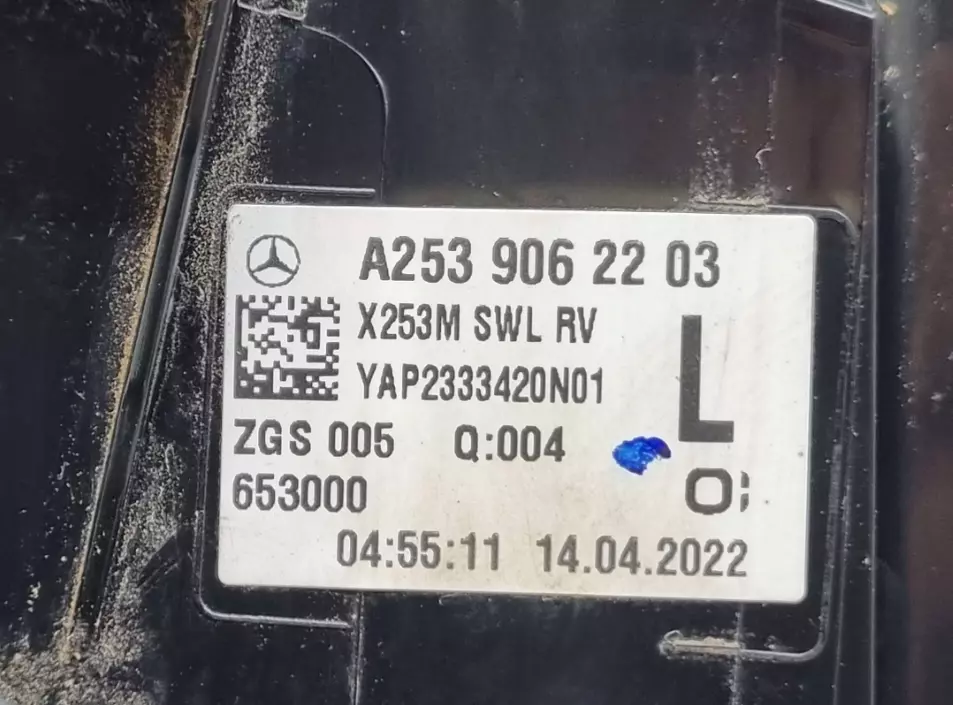 A253 906 22 03
X253M SWL RV
YAP2333420N01
L
ZGS 005 Q:004
653000
04:55:11 14.04.2022